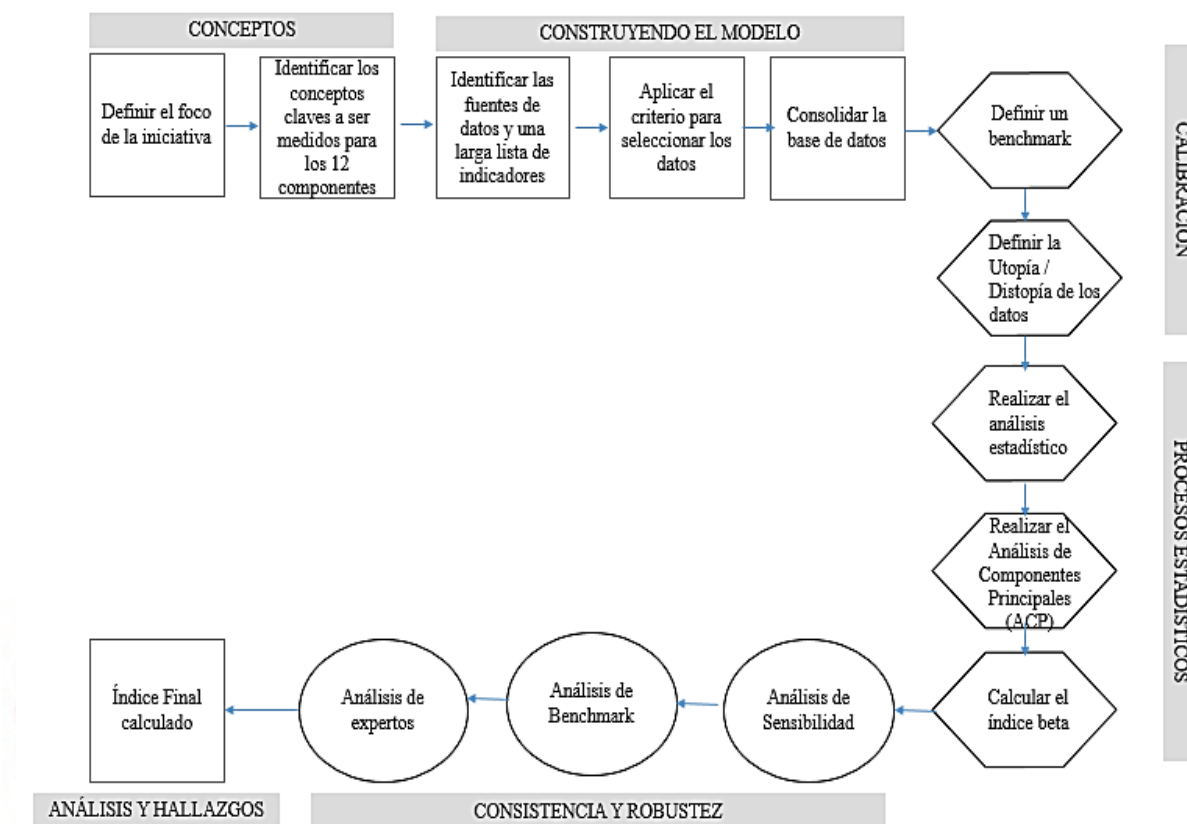 CONCEPTOS
CONSTRUYENDO EL MODELO
Definir el foco
de la iniciativa
Identificar los
conceptos
claves a ser
medidos para
los 12
componentes
Identificar las
fuentes de
datos y una
larga lista de
indicadores
Aplicar el
criterio para
seleccionar los
datos
Consolidar la
base de datos
Definir un
benchmark
CALIBRACIÓN
Definir la
Utopía /
Distopía de los
datos
Realizar el
análisis
estadístico
PROCESOS ESTADÍSTICOS
Realizar el
Análisis de
Componentes
Principales
(ACP)
Calcular el
índice beta
Análisis de
Sensibilidad
Análisis de
Benchmark
Análisis de
expertos
Índice Final
calculado
ANÁLISIS Y HALLAZGOS
CONSISTENCIA Y ROBUSTEZ